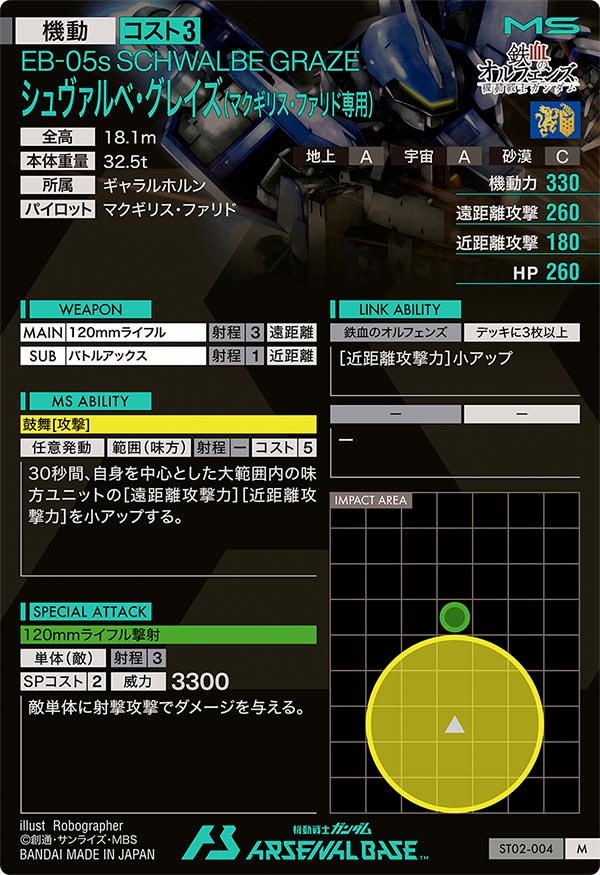 機動 コスト3 MS
EB-05s SCHWALBE GRAZE
シュヴァルベ・グレイズ(マクギリス・ファリド専用)
鉄血のオルフェンズ
機動戦士ガンダム
全高 18.1m
本体重量 32.5t
所属 ギャラルホルン
パイロット マクギリス・ファリド
地上 A 宇宙 A 砂漠 C
機動力 330
遠距離攻撃 260
近距離攻撃 180
HP 260
WEAPON
MAIN 120mmライフル 射程 3 遠距離
SUB バトルアックス 射程 1 近距離
MS ABILITY
鼓舞[攻撃]
任意発動 範囲(味方) 射程 ー コスト 5
30秒間、自身を中心とした大範囲内の味
方ユニットの[遠距離攻撃力][近距離攻
撃力]を小アップする。
SPECIAL ATTACK
120mmライフル撃射
単体(敵) 射程 3
SPコスト 2 威力 3300
敵単体に射撃攻撃でダメージを与える。
LINK ABILITY
鉄血のオルフェンズ デッキに3枚以上
[近距離攻撃力]小アップ
ー ー
ー
IMPACT AREA
illust Robographer
©創通・サンライズ・MBS
BANDAI MADE IN JAPAN
機動戦士ガンダム
ARSENAL BASE™
ST02-004 M